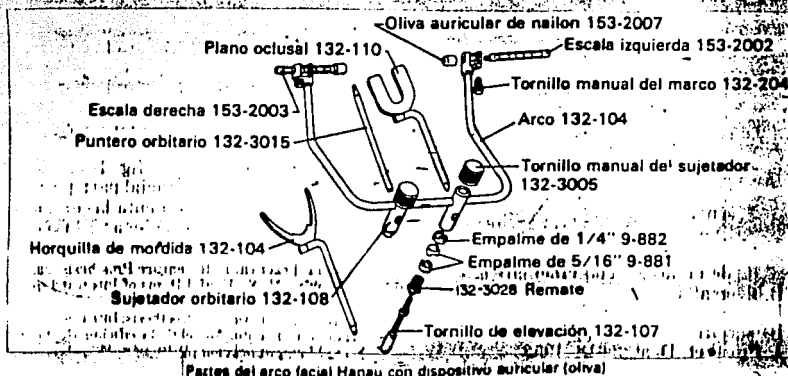 Oliva auricular de nailon 153-2007
Plano oclusal 132-110
Escala izquierda 153-2002
Escala derecha 153-2003
Tornillo manual del marco 132-204
Puntero orbitario 132-3015
Arco 132-104
Tornillo manual del sujetador
132-3005
Horquilla de mordida 132-104
Empalme de 1/4" 9-882
Empalme de 5/16" 9-881
Sujetador orbitario 132-108
132-3028 Remate
Tornillo de elevación 132-107
Partes del arco facial Hanau con dispositivo auricular (oliva)